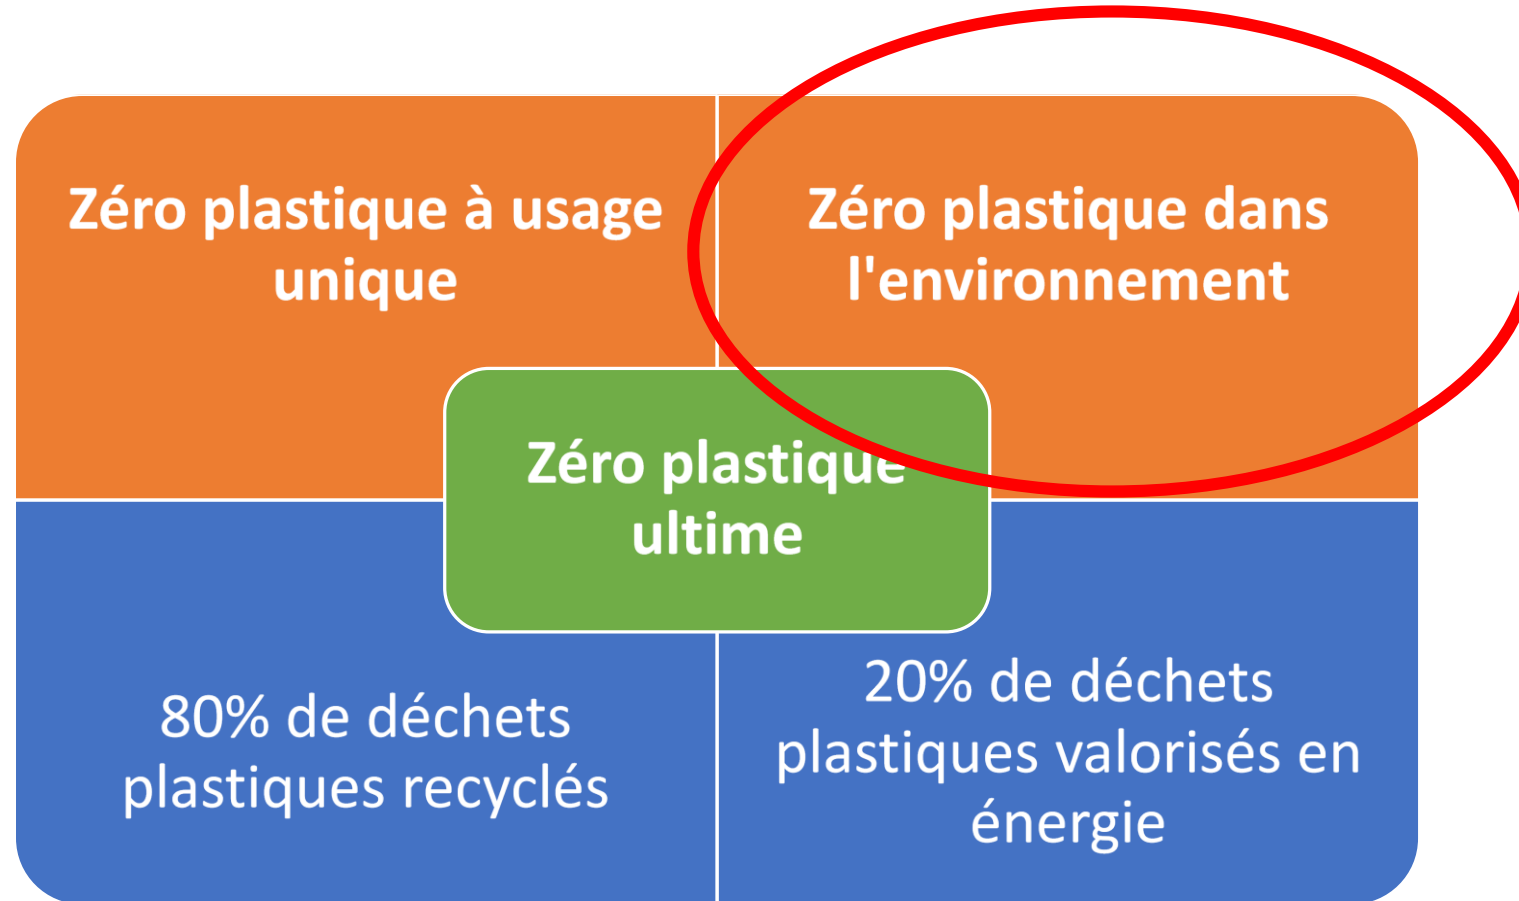 Zéro plastique à usage
unique
Zéro plastique dans
l'environnement
Zéro plastique
ultime
80% de déchets
plastiques recyclés
20% de déchets
plastiques valorisés en
énergie